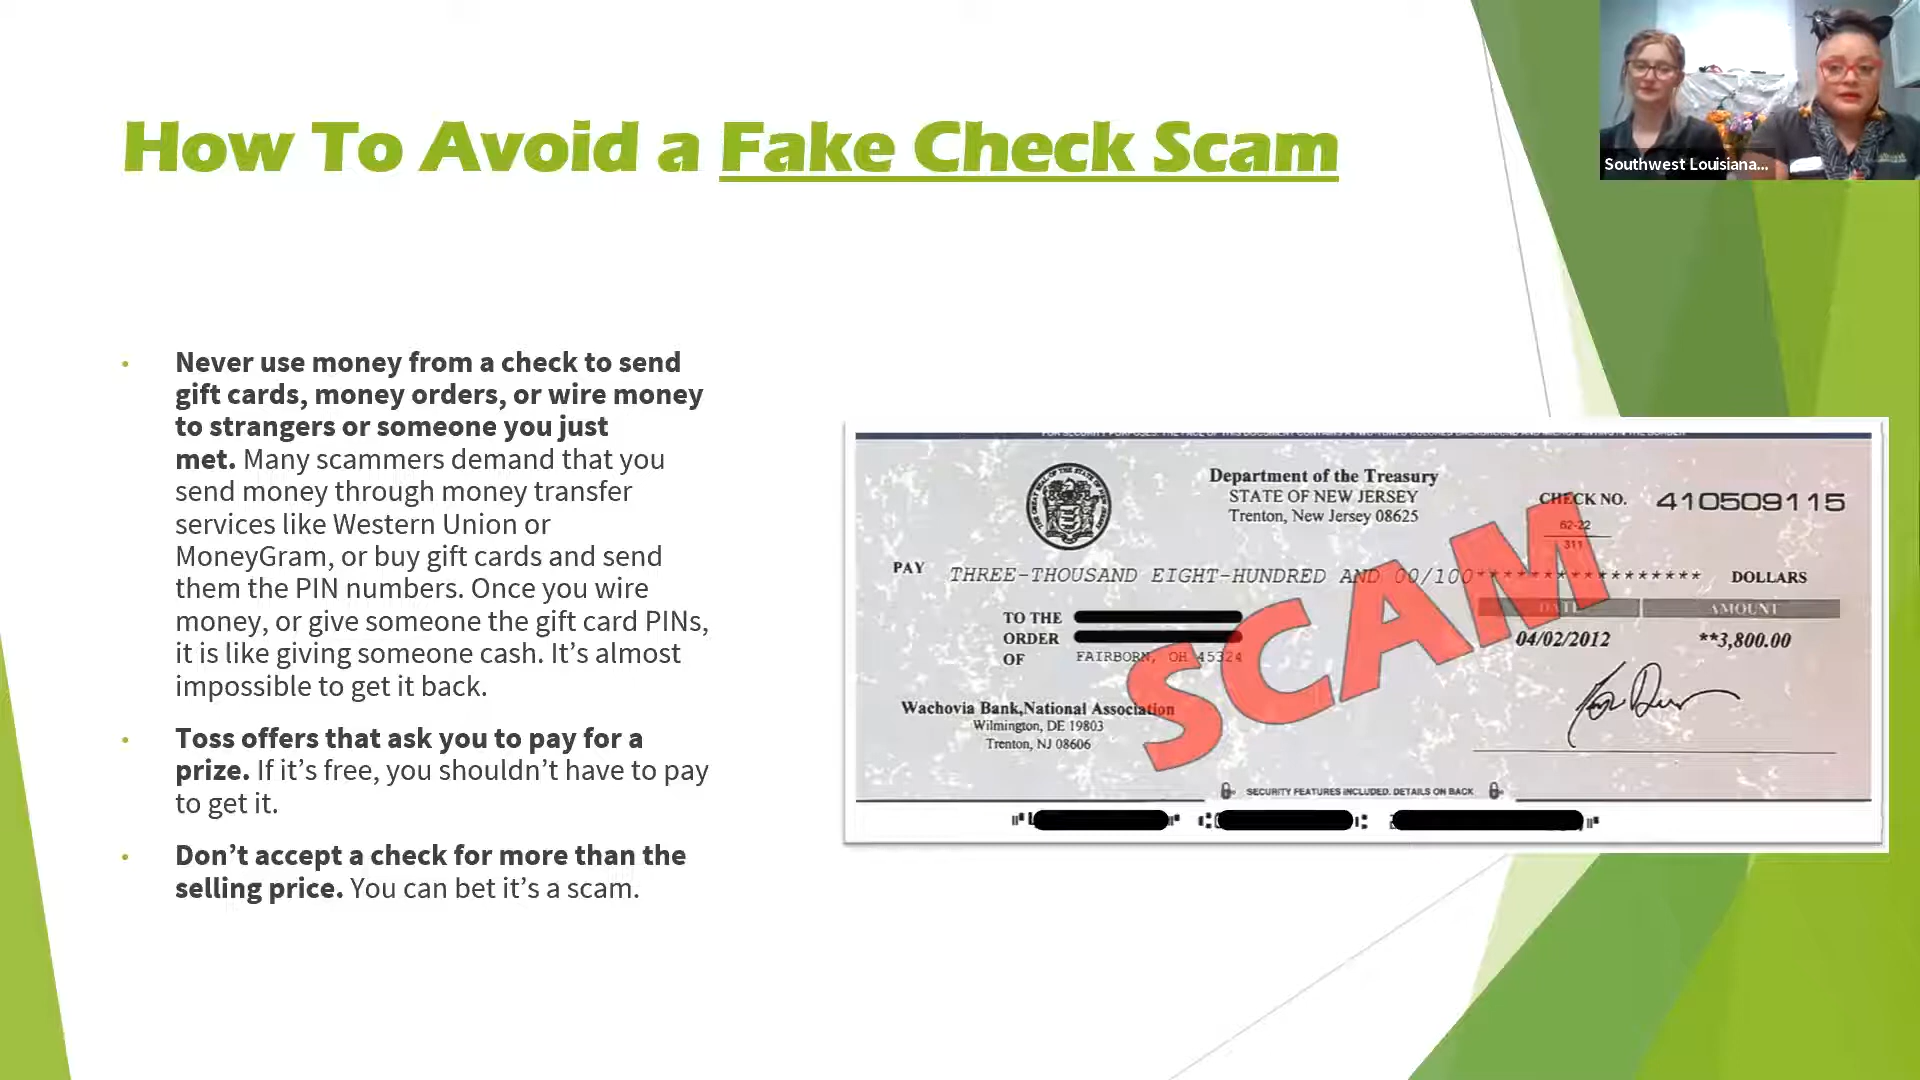 How To Avoid a Fake Check Scam
Southwest Louisiana...
• Never use money from a check to send
gift cards, money orders, or wire money
to strangers or someone you just
met. Many scammers demand that you
send money through money transfer
services like Western Union or
MoneyGram, or buy gift cards and send
them the PIN numbers. Once you wire
money, or give someone the gift card PINs,
it is like giving someone cash. It’s almost
impossible to get it back.
• Toss offers that ask you to pay for a
prize. If it’s free, you shouldn’t have to pay
to get it.
• Don’t accept a check for more than the
selling price. You can bet it’s a scam.
Department of the Treasury
STATE OF NEW JERSEY
Trenton, New Jersey 08625
CHECK NO. 410509115
62-22
311
PAY THREE-THOUSAND EIGHT-HUNDRED AND 00/100***************** DOLLARS
DATE AMOUNT
TO THE
ORDER
OF
04/02/2012 **3,800.00
FAIRBORN, OH 45324
SCAM
Wachovia Bank,National Association
Wilmington, DE 19803
Trenton, NJ 08606
SECURITY FEATURES INCLUDED. DETAILS ON BACK